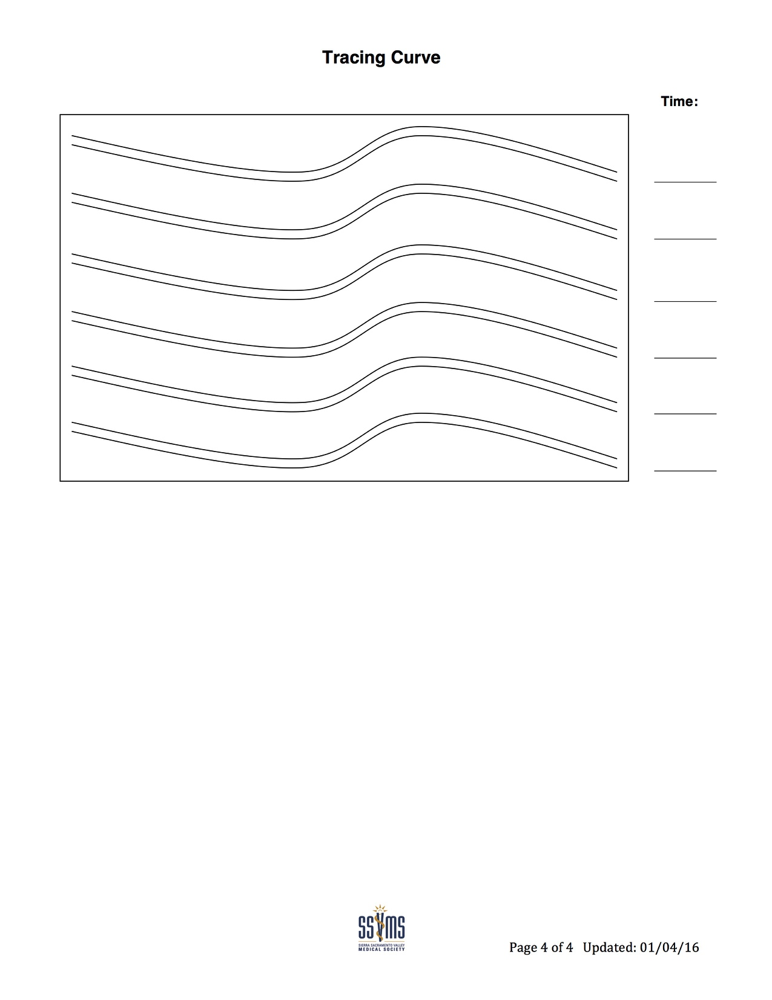 Tracing Curve
Time:
SSVMS
SIERRA SACRAMENTO VALLEY
MEDICAL SOCIETY
Page 4 of 4 Updated: 01/04/16